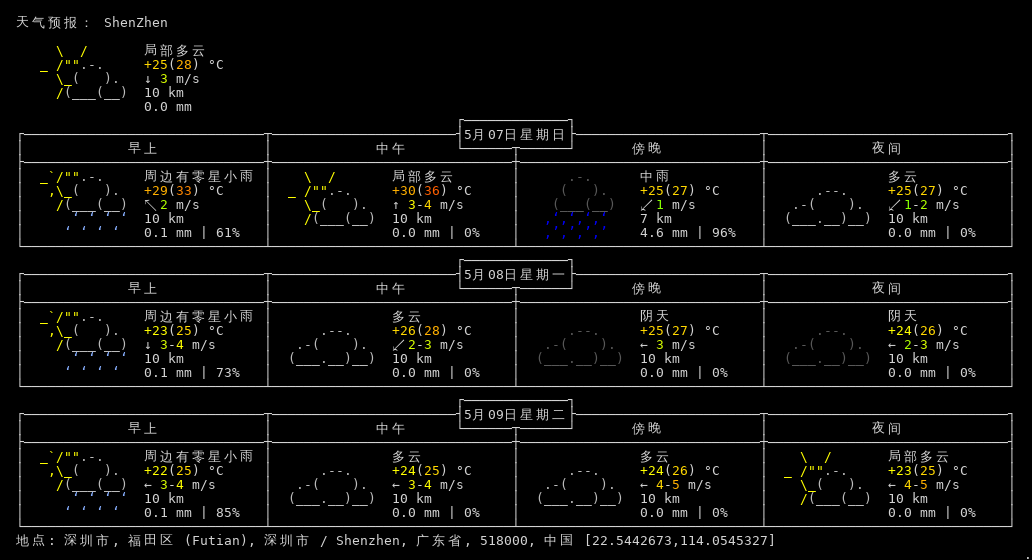 天气预报： ShenZhen
局部多云
+25(28) °C
↓ 3 m/s
10 km
0.0 mm
5月07日星期日
早上 中午 傍晚 夜间
周边有零星小雨 局部多云 中雨 多云
+29(33) °C +30(36) °C +25(27) °C +25(27) °C
↖ 2 m/s ↑ 3-4 m/s ↙ 1 m/s ↙ 1-2 m/s
10 km 10 km 7 km 10 km
0.1 mm | 61% 0.0 mm | 0% 4.6 mm | 96% 0.0 mm | 0%
5月08日星期一
早上 中午 傍晚 夜间
周边有零星小雨 多云 阴天 阴天
+23(25) °C +26(28) °C +25(27) °C +24(26) °C
↓ 3-4 m/s ↙ 2-3 m/s ← 3 m/s ← 2-3 m/s
10 km 10 km 10 km 10 km
0.1 mm | 73% 0.0 mm | 0% 0.0 mm | 0% 0.0 mm | 0%
5月09日星期二
早上 中午 傍晚 夜间
周边有零星小雨 多云 多云 局部多云
+22(25) °C +24(25) °C +24(26) °C +23(25) °C
← 3-4 m/s ← 3-4 m/s ← 4-5 m/s ← 4-5 m/s
10 km 10 km 10 km 10 km
0.1 mm | 85% 0.0 mm | 0% 0.0 mm | 0% 0.0 mm | 0%
地点: 深圳市, 福田区 (Futian), 深圳市 / Shenzhen, 广东省, 518000, 中国 [22.5442673,114.0545327]